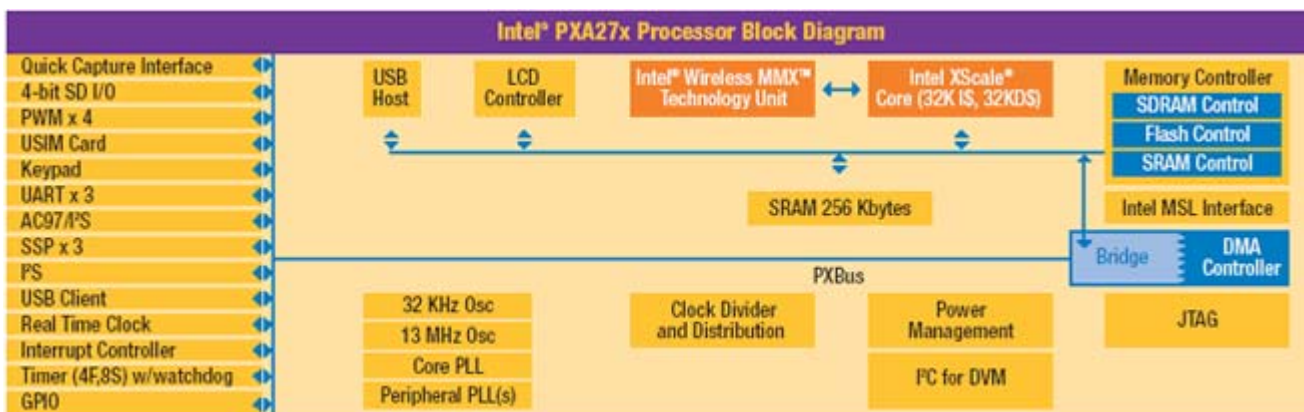 Intel® PXA27x Processor Block Diagram
Quick Capture Interface
4-bit SD I/O
PWM x 4
USIM Card
Keypad
UART x 3
AC97/I²S
SSP x 3
I²S
USB Client
Real Time Clock
Interrupt Controller
Timer (4F,8S) w/watchdog
GPIO
USB
Host
LCD
Controller
Intel® Wireless MMX™
Technology Unit
Intel XScale®
Core (32K I$, 32KD$)
Memory Controller
SDRAM Control
Flash Control
SRAM Control
SRAM 256 Kbytes
Intel MSL Interface
Bridge
DMA
Controller
PXBus
32 KHz Osc
13 MHz Osc
Core PLL
Peripheral PLL(s)
Clock Divider
and Distribution
Power
Management
I²C for DVM
JTAG